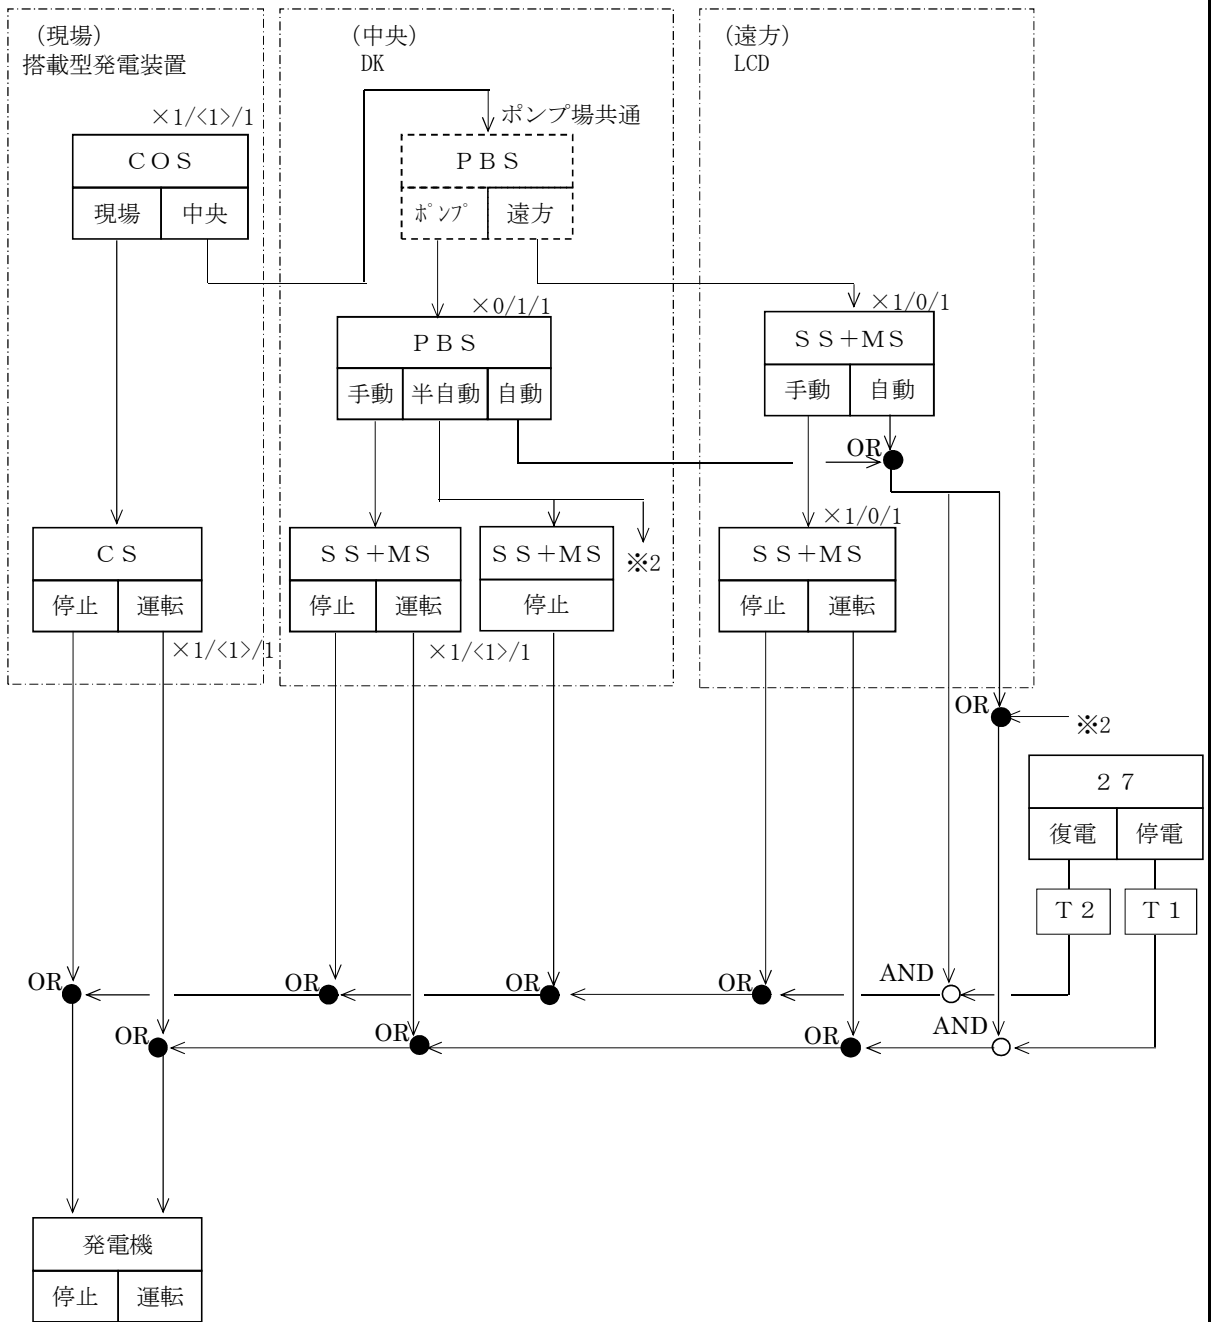 (現場)
搭載型発電装置
×1/<1>/1
COS
現場 中央
(中央)
DK
ポンプ場共通
PBS
ポンプ 遠方
×0/1/1
PBS
手動 半自動 自動
(遠方)
LCD
×1/0/1
SS+MS
手動 自動
OR
CS
停止 運転
×1/<1>/1
SS+MS
停止 運転
×1/<1>/1
SS+MS
停止
※2
×1/0/1
SS+MS
停止 運転
OR
※2
27
復電 停電
T2 T1
OR OR OR OR AND
OR OR OR AND
発電機
停止 運転